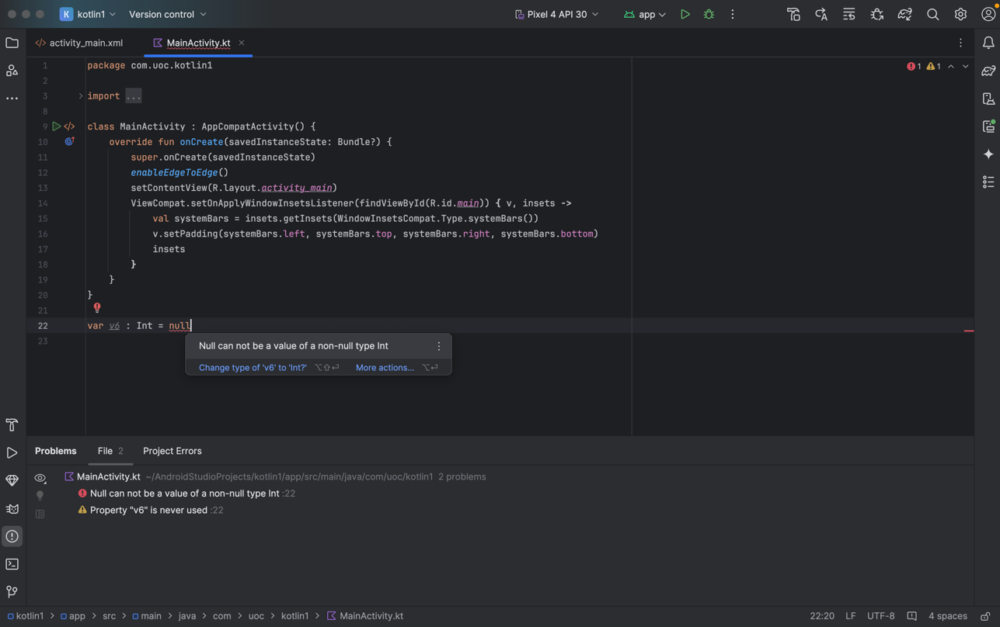 K kotlin1 Version control Pixel 4 API 30 app
activity_main.xml MainActivity.kt
1 package com.uoc.kotlin1 1 1
2
3 import ...
8
9 class MainActivity : AppCompatActivity() {
10 override fun onCreate(savedInstanceState: Bundle?) {
11 super.onCreate(savedInstanceState)
12 enableEdgeToEdge()
13 setContentView(R.layout.activity_main)
14 ViewCompat.setOnApplyWindowInsetsListener(findViewById(R.id.main)) { v, insets ->
15 val systemBars = insets.getInsets(WindowInsetsCompat.Type.systemBars())
16 v.setPadding(systemBars.left, systemBars.top, systemBars.right, systemBars.bottom)
17 insets
18 }
19 }
20 }
21
22 var v6 : Int = null
23
Null can not be a value of a non-null type Int
Change type of 'v6' to 'Int?' ⌥⇧⏎ More actions... ⌥⏎
Problems File 2 Project Errors
MainActivity.kt ~/AndroidStudioProjects/kotlin1/app/src/main/java/com/uoc/kotlin1 2 problems
Null can not be a value of a non-null type Int :22
Property "v6" is never used :22
kotlin1 > app > src > main > java > com > uoc > kotlin1 > MainActivity.kt 22:20 LF UTF-8 4 spaces